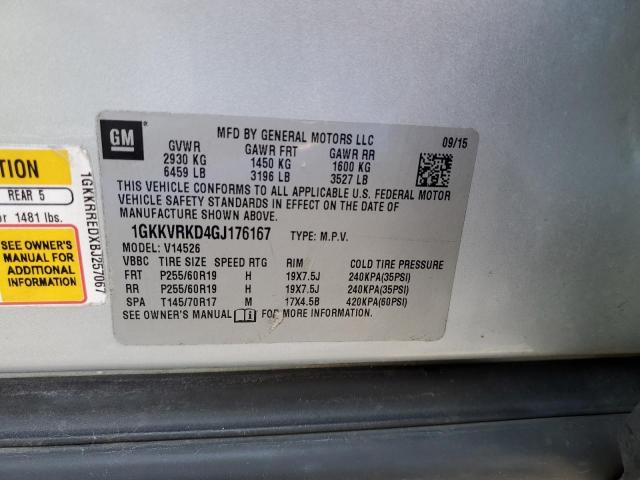 GM
MFD BY GENERAL MOTORS LLC
09/15
GVWR GAWR FRT GAWR RR
2930 KG 1450 KG 1600 KG
6459 LB 3196 LB 3527 LB
THIS VEHICLE CONFORMS TO ALL APPLICABLE U.S. FEDERAL MOTOR
VEHICLE SAFETY STANDARDS IN EFFECT ON THE DATE OF
MANUFACTURE SHOWN ABOVE.
1GKKVRKD4GJ176167 TYPE: M.P.V.
MODEL: V14526
VBBC TIRE SIZE SPEED RTG RIM COLD TIRE PRESSURE
FRT P255/60R19 H 19X7.5J 240KPA(35PSI)
RR P255/60R19 H 19X7.5J 240KPA(35PSI)
SPA T145/70R17 M 17X4.5B 420KPA(60PSI)
SEE OWNER'S MANUAL FOR MORE INFORMATION.
TION
REAR 5
or 1481 lbs.
SEE OWNER'S
MANUAL FOR
ADDITIONAL
INFORMATION
1GKKRREDXBJ257067